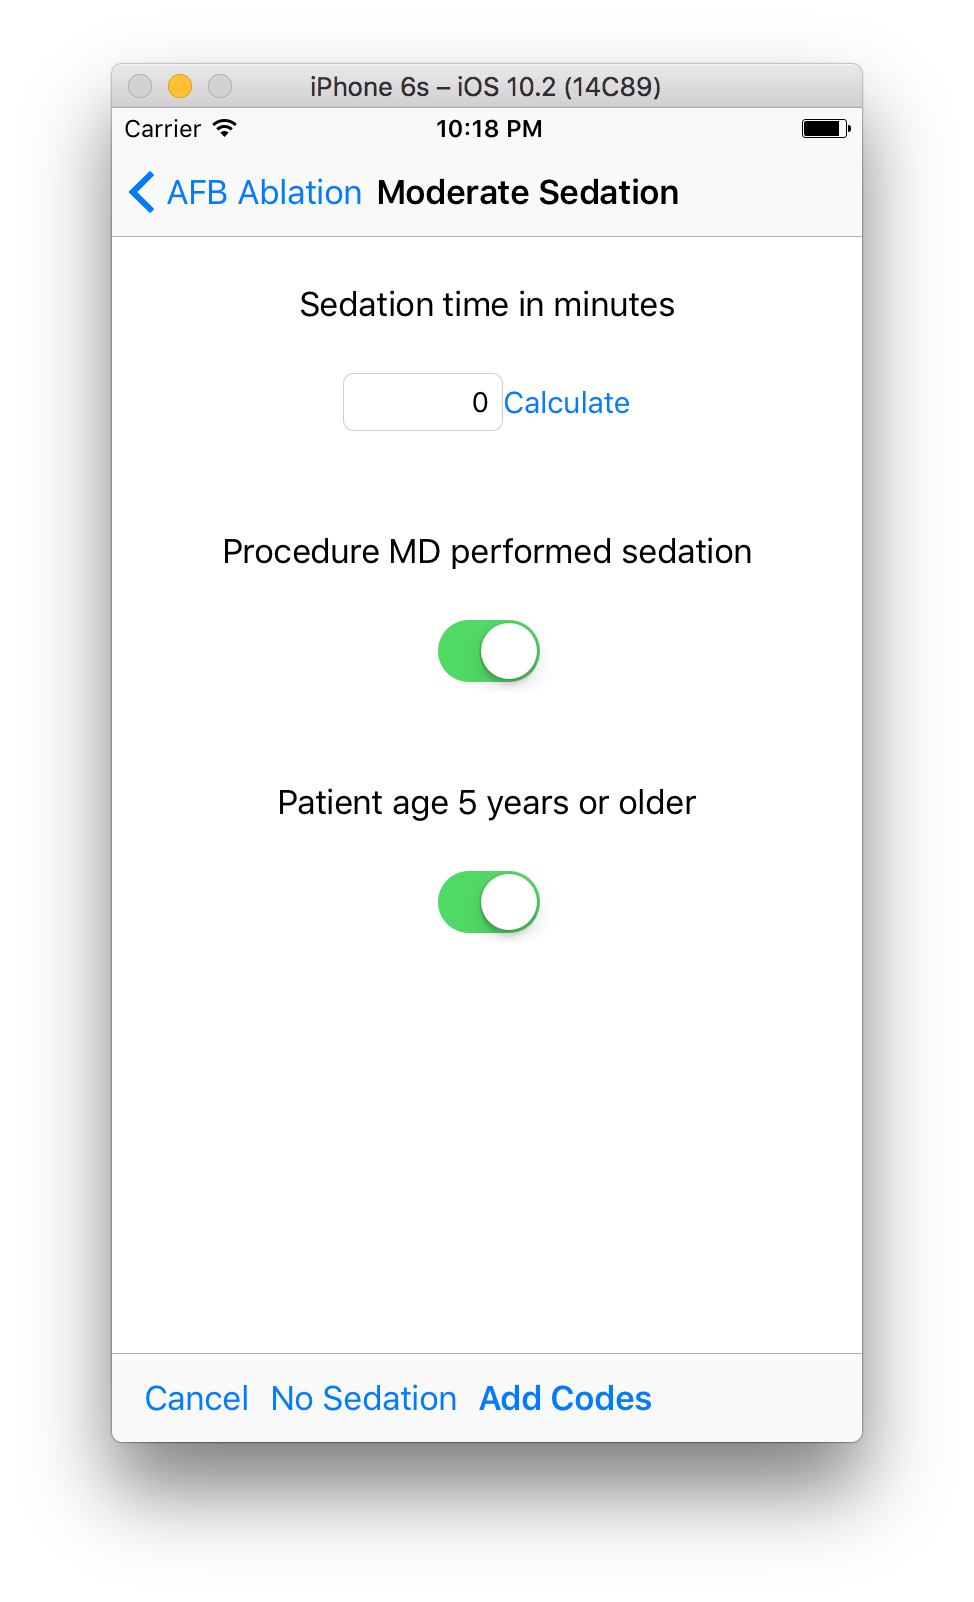 iPhone 6s – iOS 10.2 (14C89)
Carrier 10:18 PM
AFB Ablation Moderate Sedation
Sedation time in minutes
0 Calculate
Procedure MD performed sedation
Patient age 5 years or older
Cancel No Sedation Add Codes